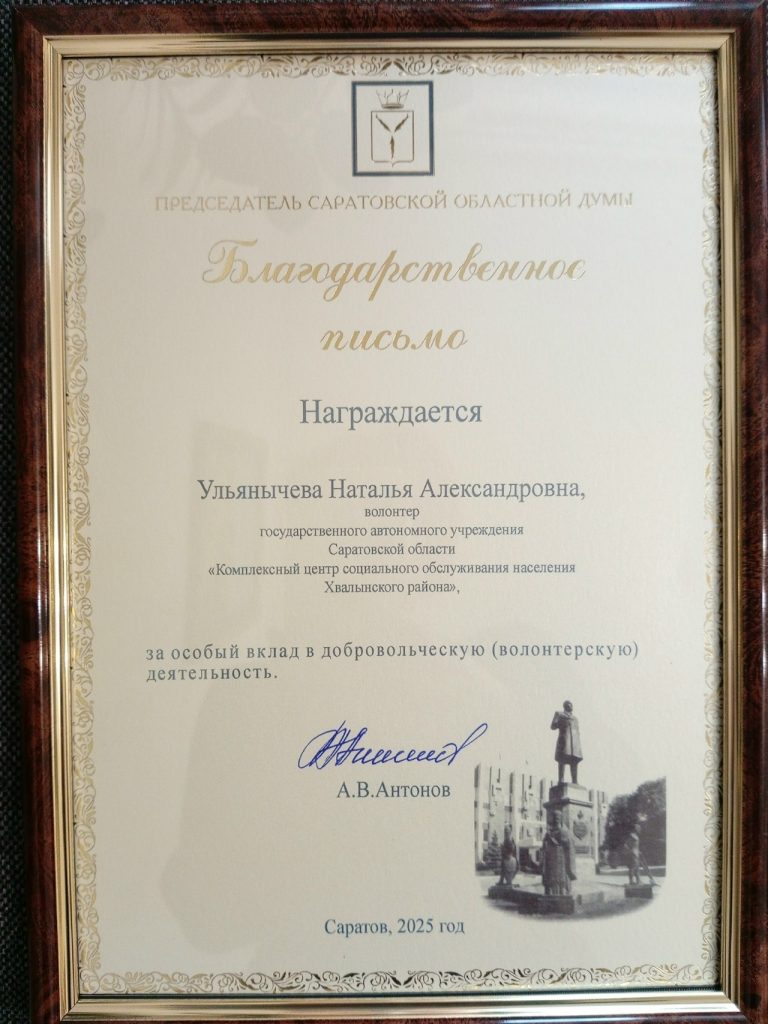 ПРЕДСЕДАТЕЛЬ САРАТОВСКОЙ ОБЛАСТНОЙ ДУМЫ
Благодарственное
письмо
Награждается
Ульянычева Наталья Александровна,
волонтер
государственного автономного учреждения
Саратовской области
«Комплексный центр социального обслуживания населения
Хвалынского района»,
за особый вклад в добровольческую (волонтерскую)
деятельность.
А.В.Антонов
Саратов, 2025 год